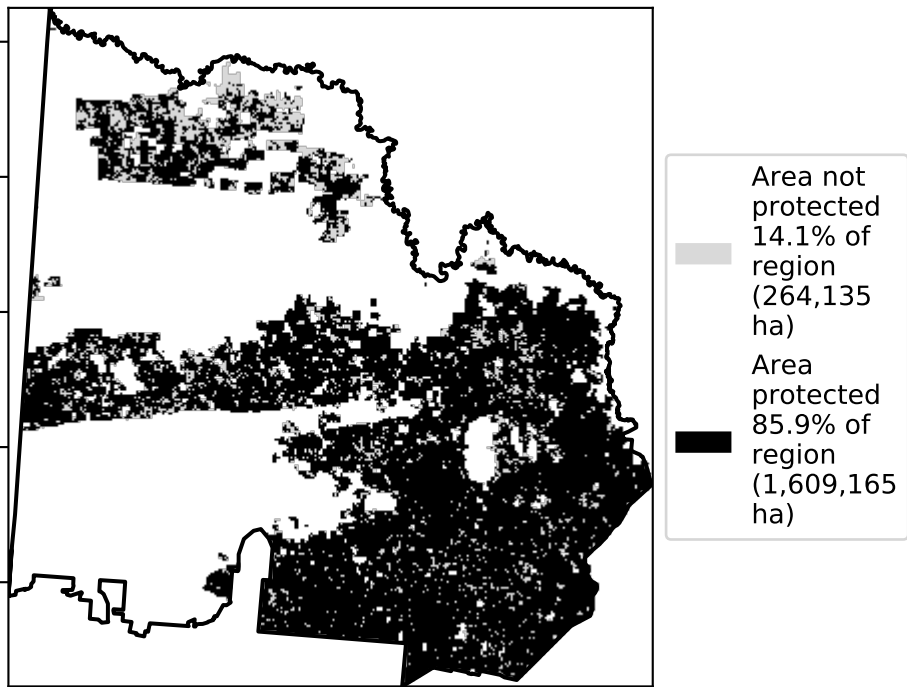 Area not
protected
14.1% of
region
(264,135
ha)
Area
protected
85.9% of
region
(1,609,165
ha)